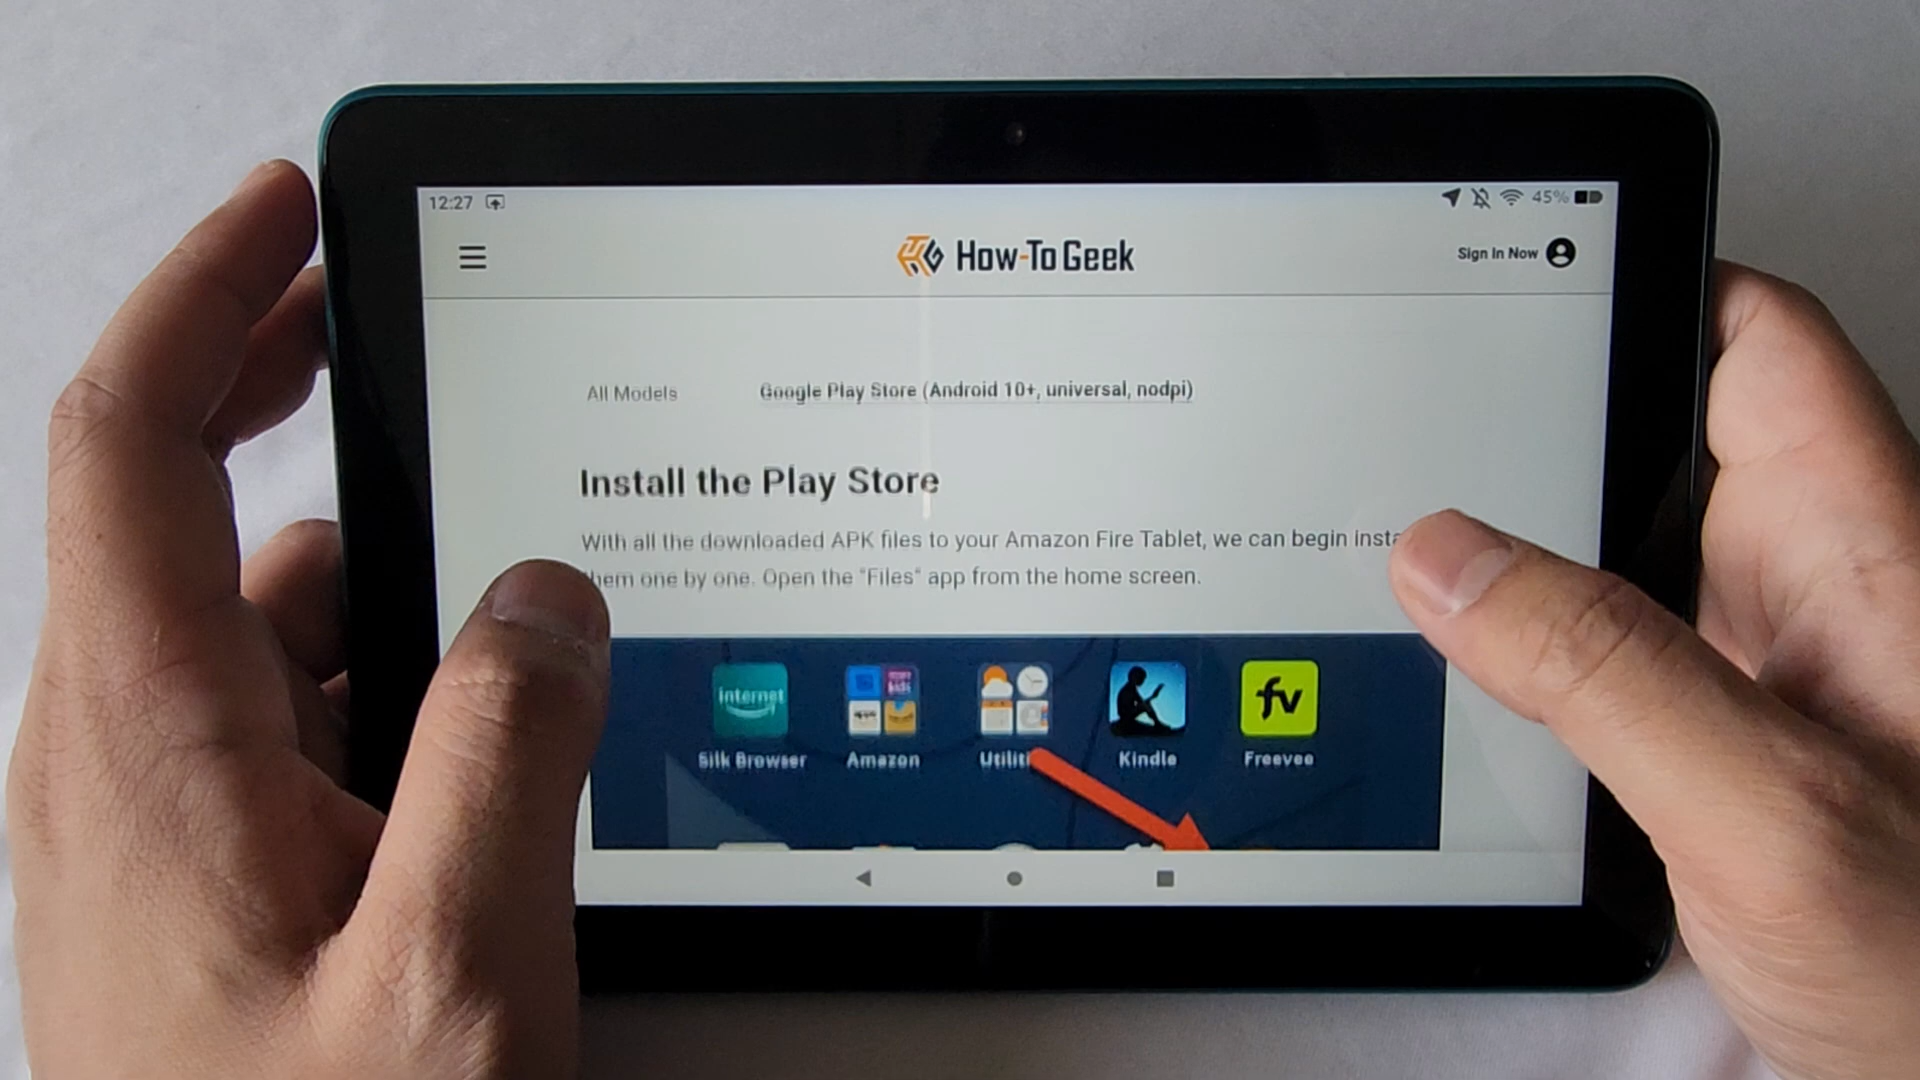 12:27
45%
How-To Geek
Sign In Now
All Models
Google Play Store (Android 10+, universal, nodpi)
Install the Play Store
With all the downloaded APK files to your Amazon Fire Tablet, we can begin insta
hem one by one. Open the "Files" app from the home screen.
internet
kids
fv
Silk Browser
Amazon
Utiliti
Kindle
Freevee